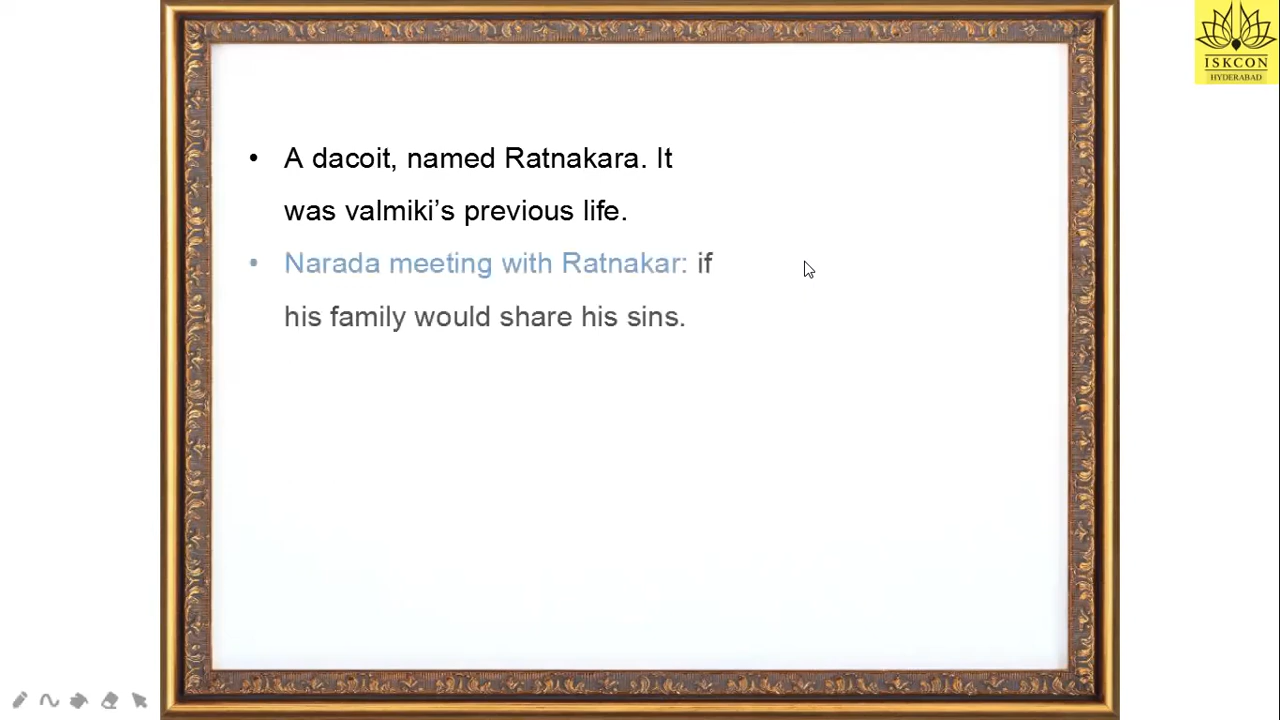 ISKCON
HYDERABAD
• A dacoit, named Ratnakara. It
was valmiki’s previous life.
• Narada meeting with Ratnakar: if
his family would share his sins.